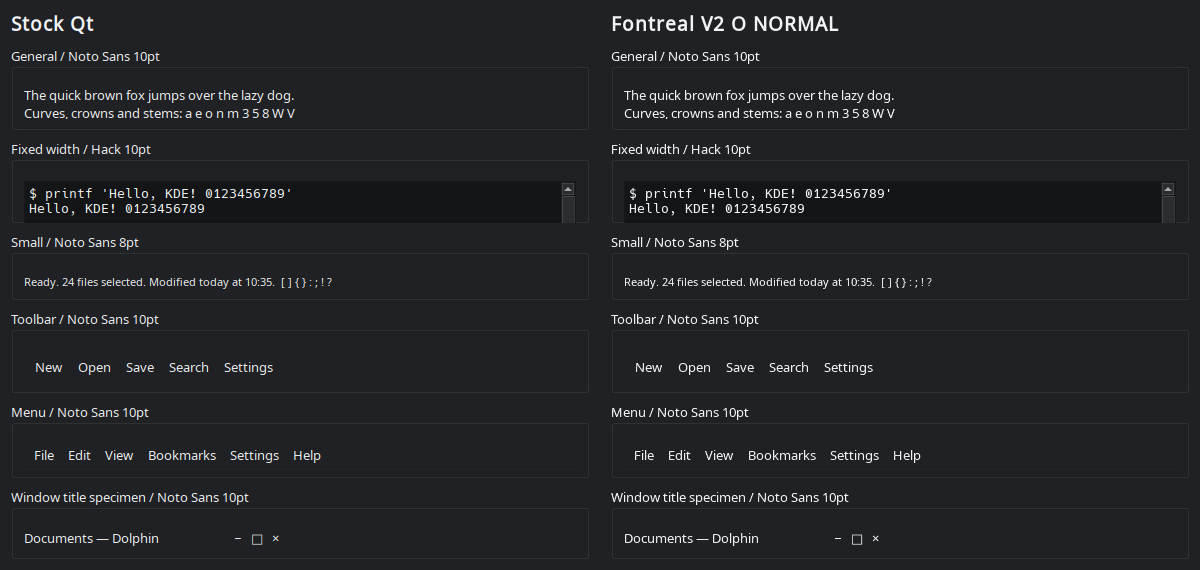 Stock Qt
General / Noto Sans 10pt
The quick brown fox jumps over the lazy dog.
Curves, crowns and stems: a e o n m 3 5 8 W V
Fixed width / Hack 10pt
$ printf 'Hello, KDE! 0123456789'
Hello, KDE! 0123456789
Small / Noto Sans 8pt
Ready. 24 files selected. Modified today at 10:35. [ ] { } : ; ! ?
Toolbar / Noto Sans 10pt
New Open Save Search Settings
Menu / Noto Sans 10pt
File Edit View Bookmarks Settings Help
Window title specimen / Noto Sans 10pt
Documents — Dolphin − □ ×
Fontreal V2 O NORMAL
General / Noto Sans 10pt
The quick brown fox jumps over the lazy dog.
Curves, crowns and stems: a e o n m 3 5 8 W V
Fixed width / Hack 10pt
$ printf 'Hello, KDE! 0123456789'
Hello, KDE! 0123456789
Small / Noto Sans 8pt
Ready. 24 files selected. Modified today at 10:35. [ ] { } : ; ! ?
Toolbar / Noto Sans 10pt
New Open Save Search Settings
Menu / Noto Sans 10pt
File Edit View Bookmarks Settings Help
Window title specimen / Noto Sans 10pt
Documents — Dolphin − □ ×